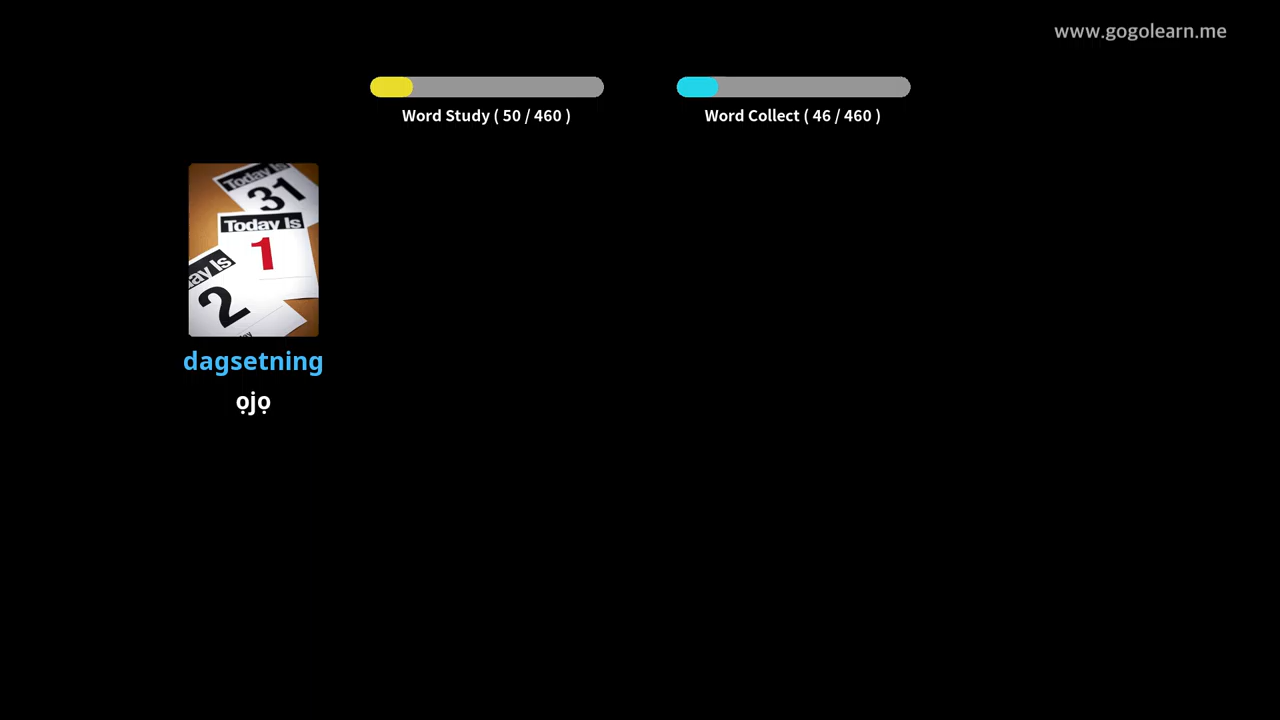 www.gogolearn.me
Word Study ( 50 / 460 )
Word Collect ( 46 / 460 )
Today Is
31
Today Is
1
ay Is
2
dagsetning
ọjọ